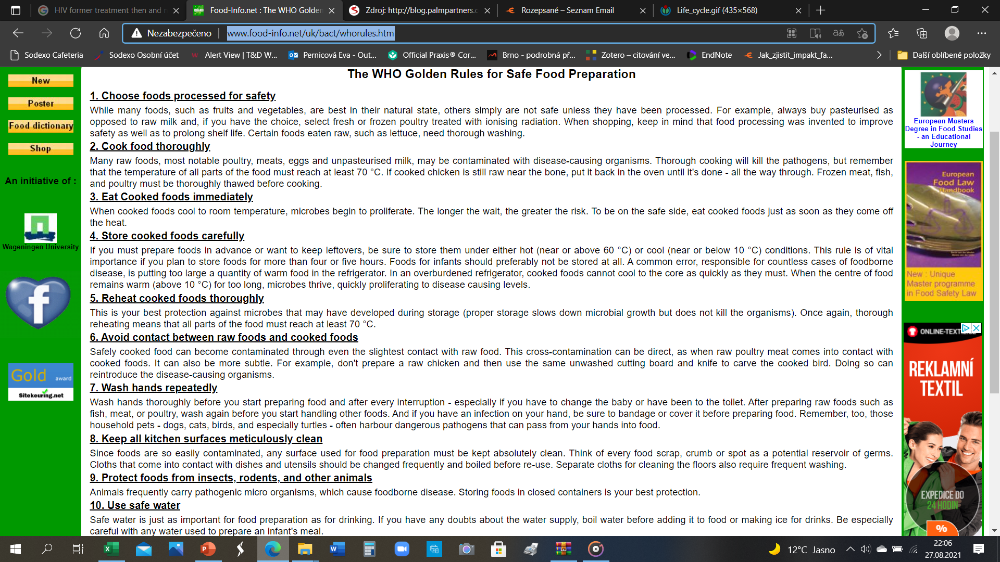 HIV former treatment then and n
Food-Info.net : The WHO Golden
Zdroj: http://blog.palmpartners.c
Rozepsané – Seznam Email
Life_cycle.gif (435×568)
Nezabezpečeno
www.food-info.net/uk/bact/whorules.htm
Sodexo Cafeteria
Sodexo Osobní účet
Alert View | T&D W...
Pernicová Eva - Out...
Official Praxis® Cor...
Brno - podrobná př...
Zotero – citování ve...
EndNote
Jak_zjistit_impakt_fa...
Další oblíbené položky
New
Poster
Food dictionary
Shop
An initiative of :
Wageningen University
Gold award
Sitekeuring.net
The WHO Golden Rules for Safe Food Preparation
1. Choose foods processed for safety
While many foods, such as fruits and vegetables, are best in their natural state, others simply are not safe unless they have been processed. For example, always buy pasteurised as
opposed to raw milk and, if you have the choice, select fresh or frozen poultry treated with ionising radiation. When shopping, keep in mind that food processing was invented to improve
safety as well as to prolong shelf life. Certain foods eaten raw, such as lettuce, need thorough washing.
2. Cook food thoroughly
Many raw foods, most notable poultry, meats, eggs and unpasteurised milk, may be contaminated with disease-causing organisms. Thorough cooking will kill the pathogens, but remember
that the temperature of all parts of the food must reach at least 70 °C. If cooked chicken is still raw near the bone, put it back in the oven until it's done - all the way through. Frozen meat, fish,
and poultry must be thoroughly thawed before cooking.
3. Eat Cooked foods immediately
When cooked foods cool to room temperature, microbes begin to proliferate. The longer the wait, the greater the risk. To be on the safe side, eat cooked foods just as soon as they come off
the heat.
4. Store cooked foods carefully
If you must prepare foods in advance or want to keep leftovers, be sure to store them under either hot (near or above 60 °C) or cool (near or below 10 °C) conditions. This rule is of vital
importance if you plan to store foods for more than four or five hours. Foods for infants should preferably not be stored at all. A common error, responsible for countless cases of foodborne
disease, is putting too large a quantity of warm food in the refrigerator. In an overburdened refrigerator, cooked foods cannot cool to the core as quickly as they must. When the centre of food
remains warm (above 10 °C) for too long, microbes thrive, quickly proliferating to disease causing levels.
5. Reheat cooked foods thoroughly
This is your best protection against microbes that may have developed during storage (proper storage slows down microbial growth but does not kill the organisms). Once again, thorough
reheating means that all parts of the food must reach at least 70 °C.
6. Avoid contact between raw foods and cooked foods
Safely cooked food can become contaminated through even the slightest contact with raw food. This cross-contamination can be direct, as when raw poultry meat comes into contact with
cooked foods. It can also be more subtle. For example, don't prepare a raw chicken and then use the same unwashed cutting board and knife to carve the cooked bird. Doing so can
reintroduce the disease-causing organisms.
7. Wash hands repeatedly
Wash hands thoroughly before you start preparing food and after every interruption - especially if you have to change the baby or have been to the toilet. After preparing raw foods such as
fish, meat, or poultry, wash again before you start handling other foods. And if you have an infection on your hand, be sure to bandage or cover it before preparing food. Remember, too, those
household pets - dogs, cats, birds, and especially turtles - often harbour dangerous pathogens that can pass from your hands into food.
8. Keep all kitchen surfaces meticulously clean
Since foods are so easily contaminated, any surface used for food preparation must be kept absolutely clean. Think of every food scrap, crumb or spot as a potential reservoir of germs.
Cloths that come into contact with dishes and utensils should be changed frequently and boiled before re-use. Separate cloths for cleaning the floors also require frequent washing.
9. Protect foods from insects, rodents, and other animals
Animals frequently carry pathogenic micro organisms, which cause foodborne disease. Storing foods in closed containers is your best protection.
10. Use safe water
Safe water is just as important for food preparation as for drinking. If you have any doubts about the water supply, boil water before adding it to food or making ice for drinks. Be especially
careful with any water used to prepare an infant's meal.
European Masters
Degree in Food Studies
- an Educational
Journey
European
Food Law
Handbook
New : Unique
Master programme
in Food Safety Law
ONLINE-TEXT
REKLAMNÍ
TEXTIL
EXPEDICE DO
24 HODIN
%
12°C Jasno
22:06
27.08.2021